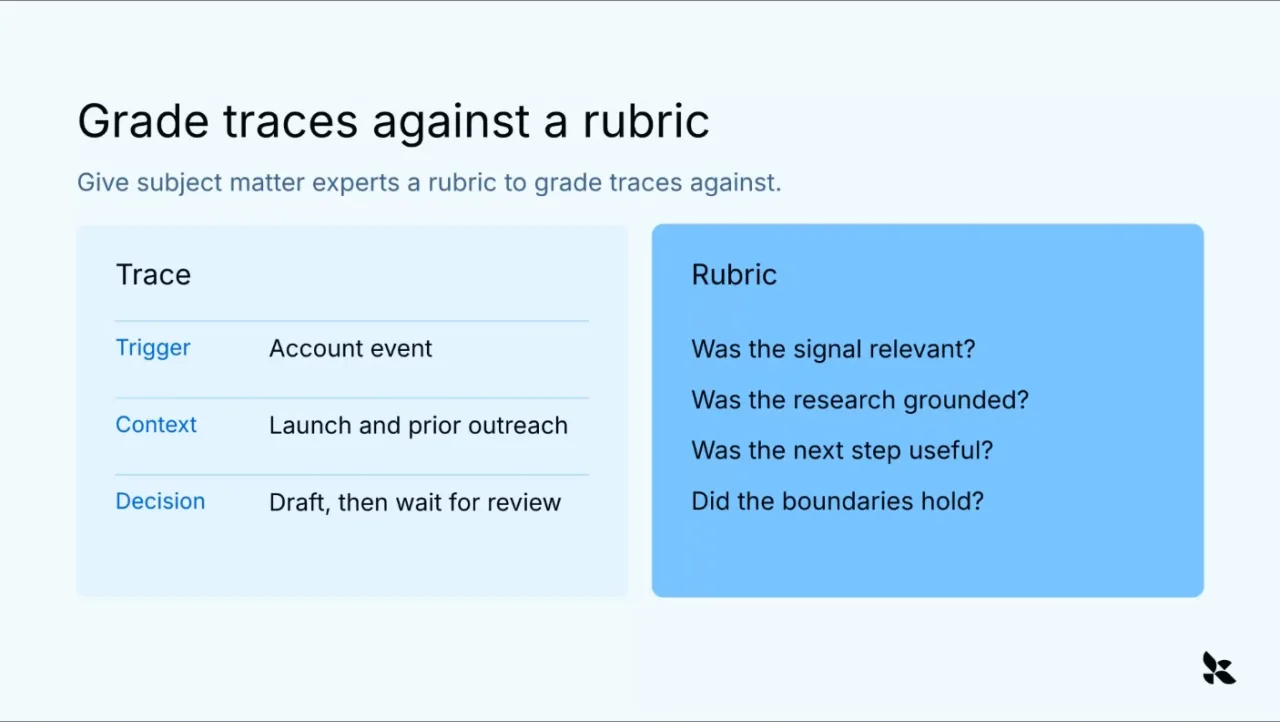 Grade traces against a rubric
Give subject matter experts a rubric to grade traces against.
Trace
Trigger Account event
Context Launch and prior outreach
Decision Draft, then wait for review
Rubric
Was the signal relevant?
Was the research grounded?
Was the next step useful?
Did the boundaries hold?